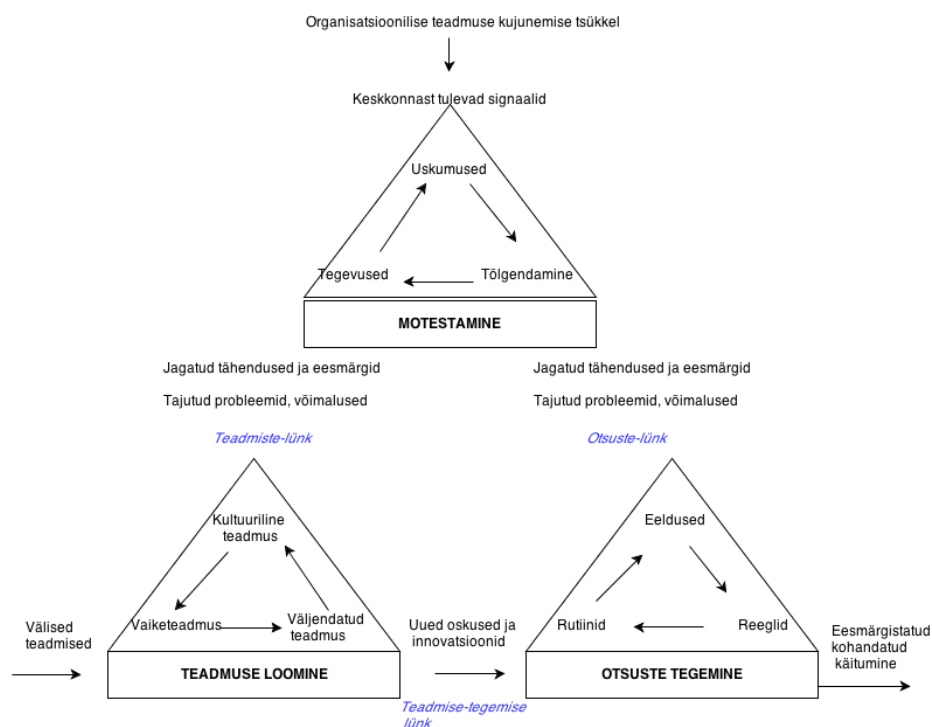 Organisatsioonilise teadmuse kujunemise tsükkel
Keskkonnast tulevad signaalid
Uskumused
Tegevused
Tõlgendamine
MOTESTAMINE
Jagatud tähendused ja eesmärgid
Tajutud probleemid, võimalused
Teadmiste-lünk
Jagatud tähendused ja eesmärgid
Tajutud probleemid, võimalused
Otsuste-lünk
Välised
teadmised
Kultuuriline
teadmus
Vaiketeadmus
Väljendatud
teadmus
TEADMUSE LOOMINE
Uued oskused ja
innovatsioonid
Teadmise-tegemise
lünk
Eeldused
Rutiinid
Reeglid
OTSUSTE TEGEMINE
Eesmärgistatud
kohandatud
käitumine